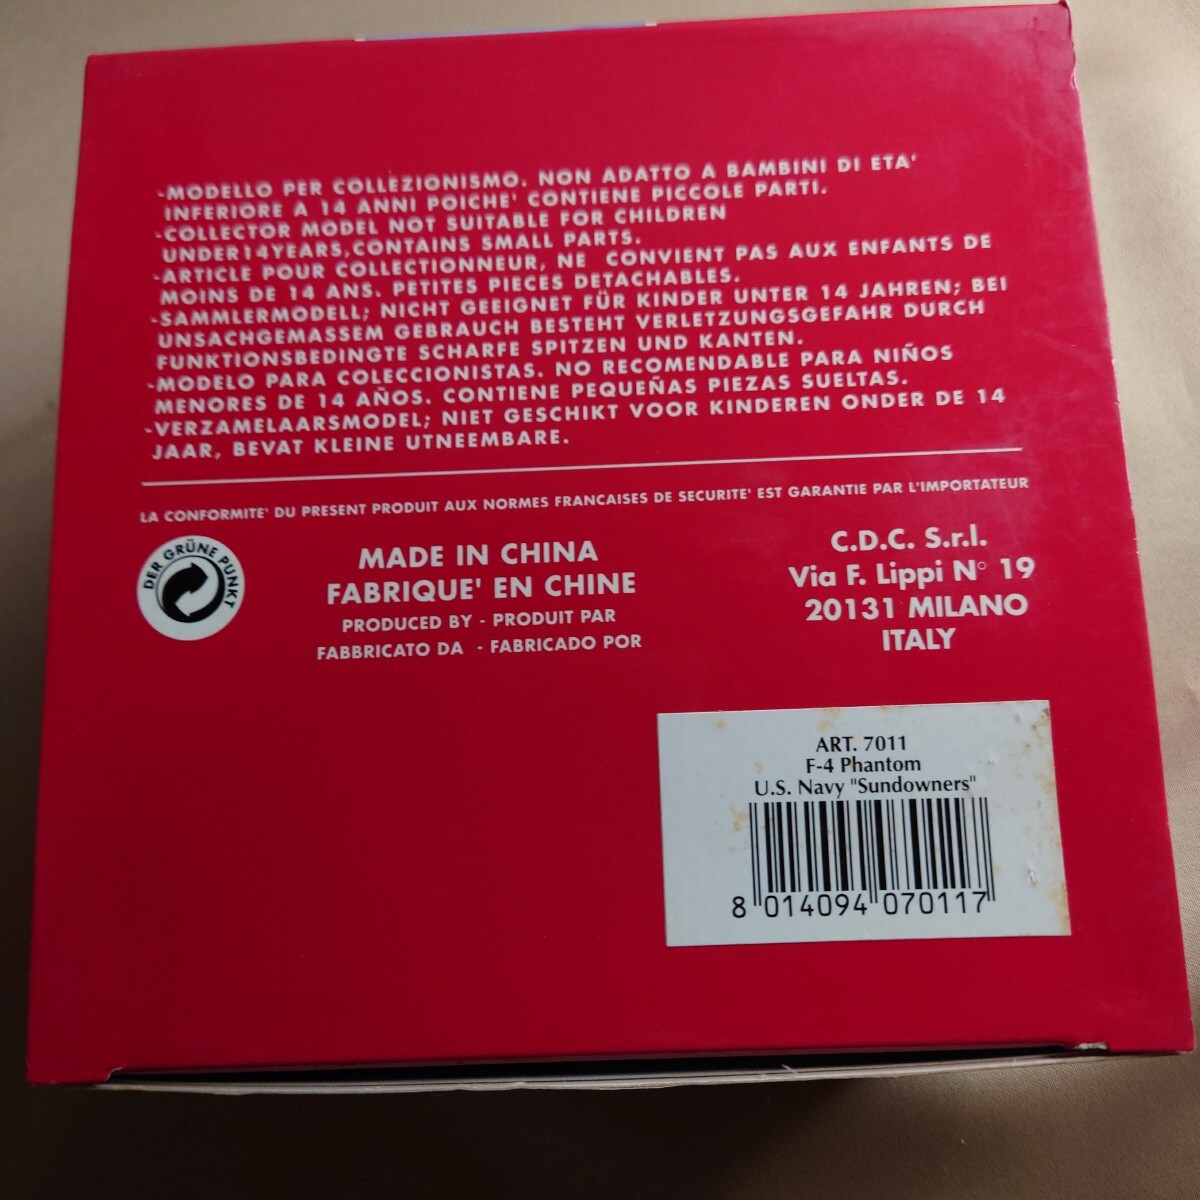 -MODELLO PER COLLEZIONISMO. NON ADATTO A BAMBINI DI ETA'
INFERIORE A 14 ANNI POICHE' CONTIENE PICCOLE PARTI.
-COLLECTOR MODEL NOT SUITABLE FOR CHILDREN
UNDER14YEARS,CONTAINS SMALL PARTS.
-ARTICLE POUR COLLECTIONNEUR, NE CONVIENT PAS AUX ENFANTS DE
MOINS DE 14 ANS. PETITES PIECES DETACHABLES.
-SAMMLERMODELL; NICHT GEEIGNET FÜR KINDER UNTER 14 JAHREN; BEI
UNSACHGEMASSEM GEBRAUCH BESTEHT VERLETZUNGSGEFAHR DURCH
FUNKTIONSBEDINGTE SCHARFE SPITZEN UND KANTEN.
-MODELO PARA COLECCIONISTAS. NO RECOMENDABLE PARA NIÑOS
MENORES DE 14 AÑOS. CONTIENE PEQUEÑAS PIEZAS SUELTAS.
-VERZAMELAARSMODEL; NIET GESCHIKT VOOR KINDEREN ONDER DE 14
JAAR, BEVAT KLEINE UTNEEMBARE.
LA CONFORMITE' DU PRESENT PRODUIT AUX NORMES FRANCAISES DE SECURITE' EST GARANTIE PAR L'IMPORTATEUR
DER GRÜNE PUNKT
MADE IN CHINA
FABRIQUE' EN CHINE
PRODUCED BY - PRODUIT PAR
FABBRICATO DA - FABRICADO POR
C.D.C. S.r.l.
Via F. Lippi N° 19
20131 MILANO
ITALY
ART. 7011
F-4 Phantom
U.S. Navy "Sundowners"
8 014094 070117